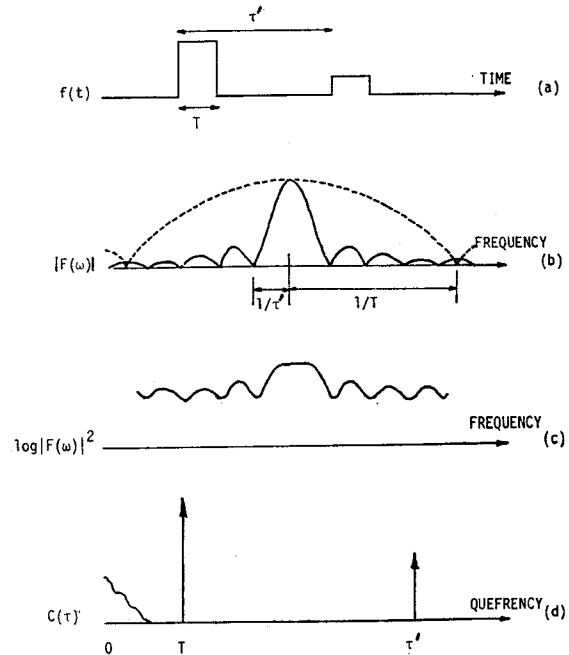 τ'
TIME
(a)
f(t)
T
FREQUENCY
(b)
|F(ω)|
1/τ'
1/T
FREQUENCY
(c)
log|F(ω)|²
QUEFRENCY
(d)
C(τ)
0
T
τ'